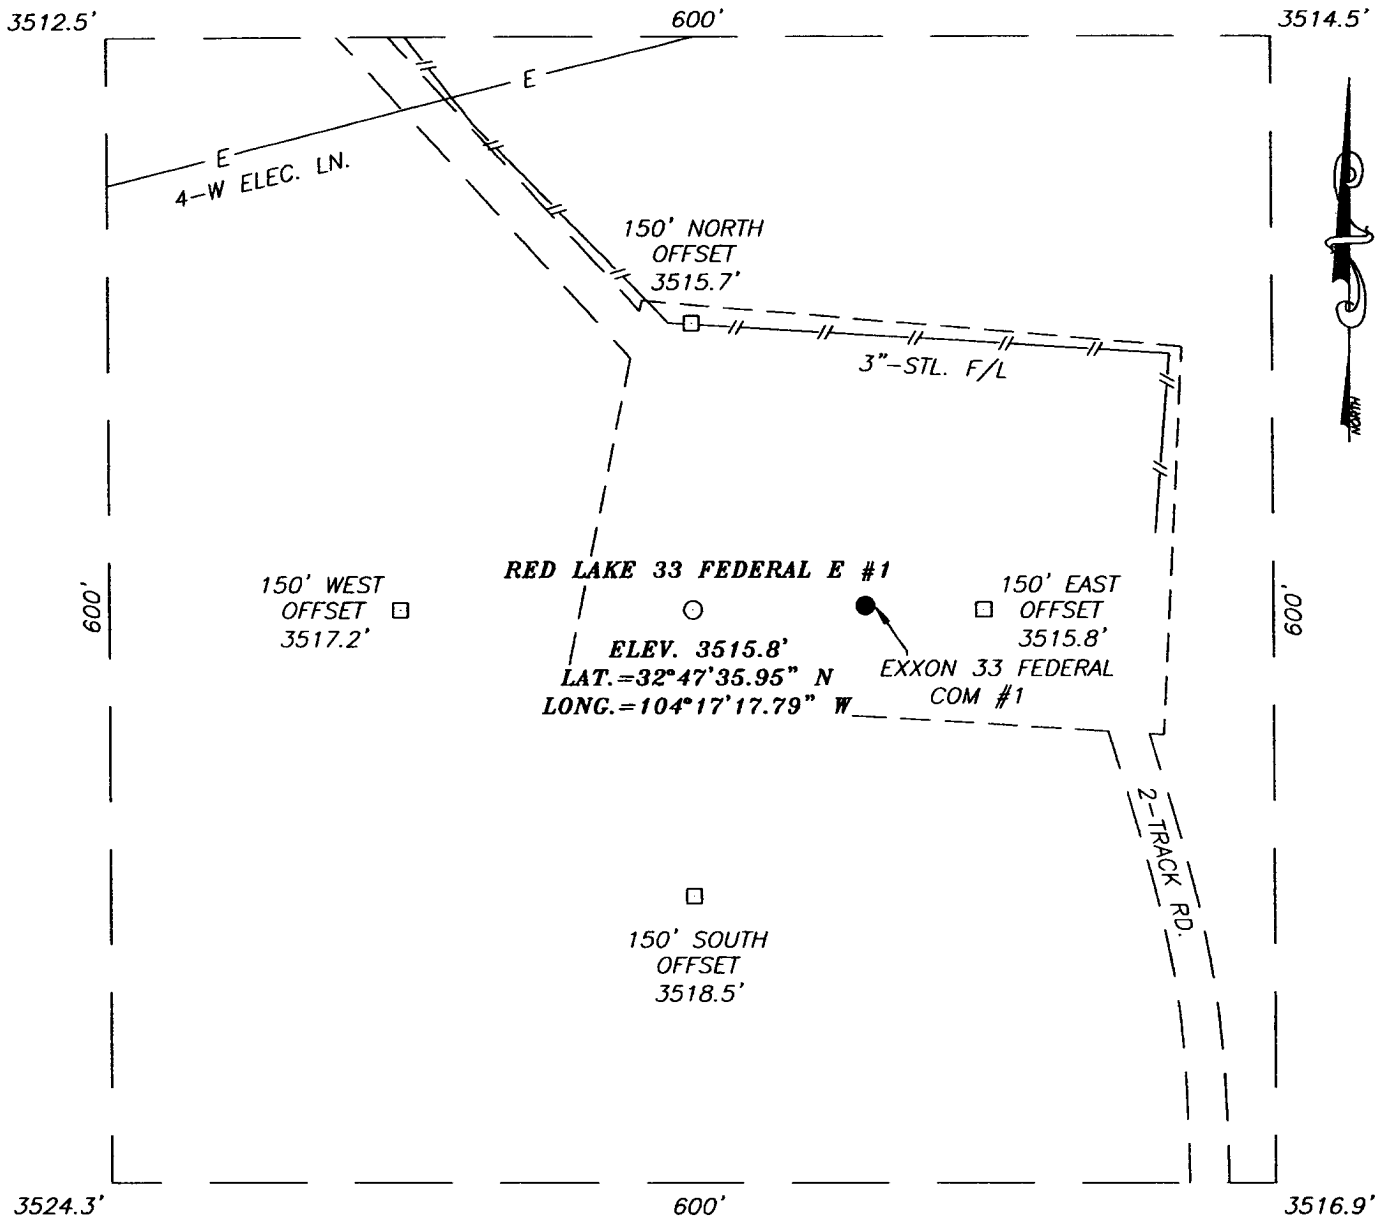 3512.5'
600'
3514.5'
E
E
4-W ELEC. LN.
150' NORTH
OFFSET
3515.7'
3"-STL. F/L
NORTH
RED LAKE 33 FEDERAL E #1
150' WEST
OFFSET
3517.2'
600'
150' EAST
OFFSET
3515.8'
600'
ELEV. 3515.8'
LAT.=32°47'35.95" N
LONG.=104°17'17.79" W
EXXON 33 FEDERAL
COM #1
2-TRACK RD.
150' SOUTH
OFFSET
3518.5'
3524.3'
600'
3516.9'